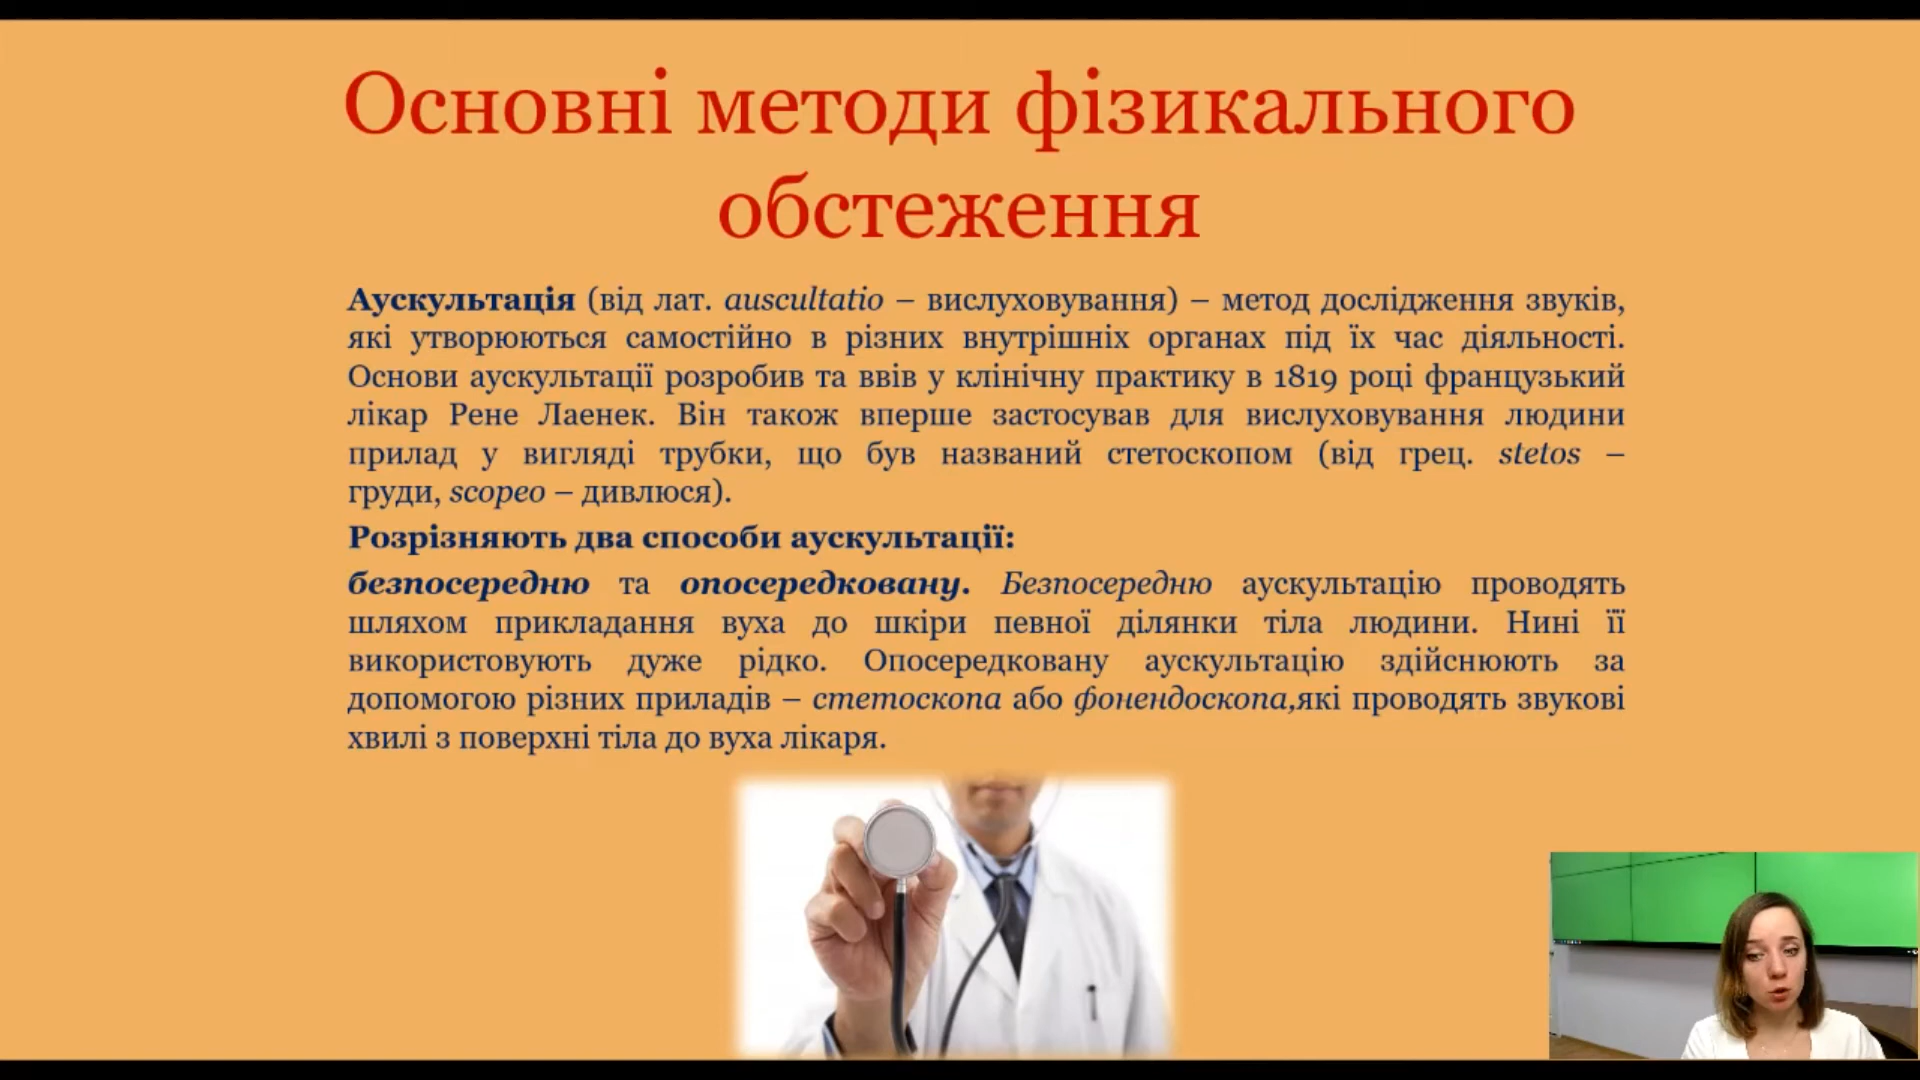 Основні методи фізикального
обстеження
Аускультація (від лат. auscultatio – вислуховування) – метод дослідження звуків,
які утворюються самостійно в різних внутрішніх органах під їх час діяльності.
Основи аускультації розробив та ввів у клінічну практику в 1819 році французький
лікар Рене Лаенек. Він також вперше застосував для вислуховування людини
прилад у вигляді трубки, що був названий стетоскопом (від грец. stetos –
груди, scopeo – дивлюся).
Розрізняють два способи аускультації:
безпосередню та опосередковану. Безпосередню аускультацію проводять
шляхом прикладання вуха до шкіри певної ділянки тіла людини. Нині її
використовують дуже рідко. Опосередковану аускультацію здійснюють за
допомогою різних приладів – стетоскопа або фонендоскопа,які проводять звукові
хвилі з поверхні тіла до вуха лікаря.